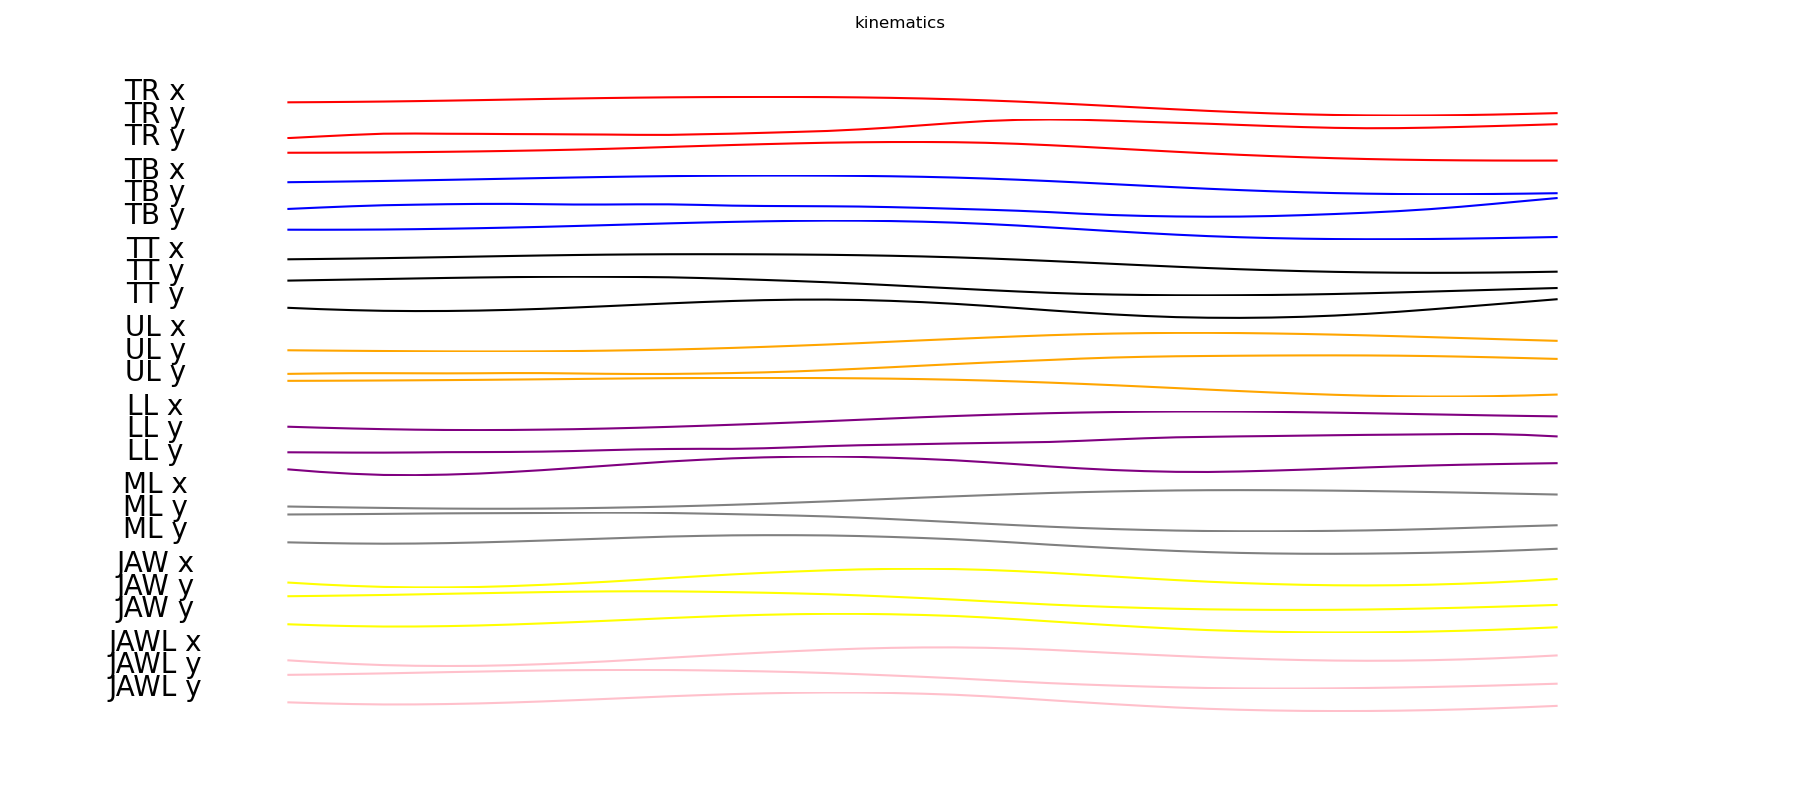 kinematics
TR x
TR y
TR y
TB x
TB y
TB y
TT x
TT y
TT y
UL x
UL y
UL y
LL x
LL y
LL y
ML x
ML y
ML y
JAW x
JAW y
JAW y
JAWL x
JAWL y
JAWL y